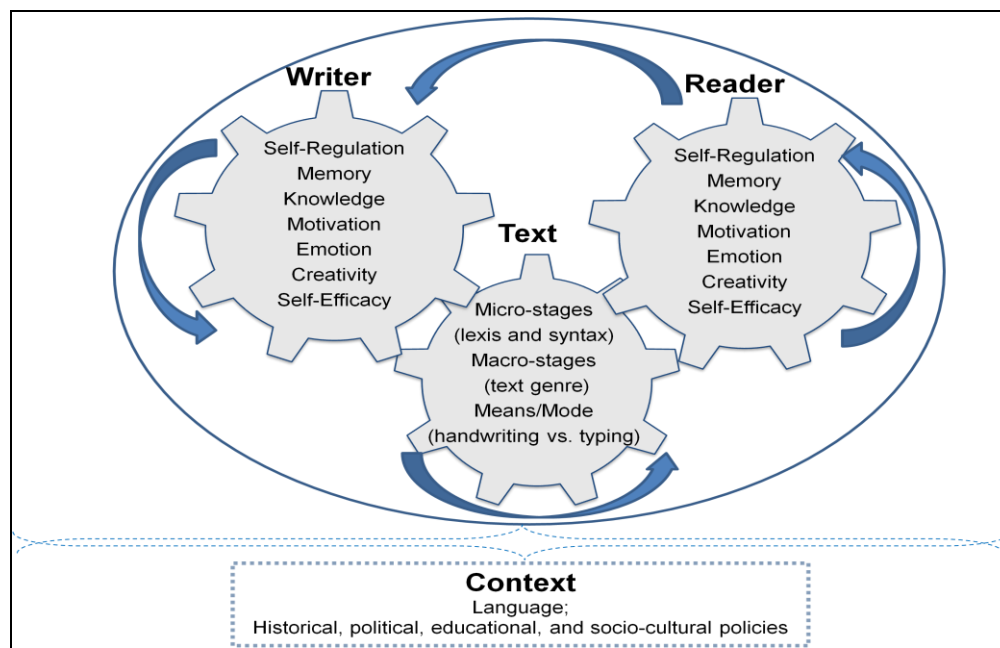 Writer
Self-Regulation
Memory
Knowledge
Motivation
Emotion
Creativity
Self-Efficacy
Text
Micro-stages
(lexis and syntax)
Macro-stages
(text genre)
Means/Mode
(handwriting vs. typing)
Reader
Self-Regulation
Memory
Knowledge
Motivation
Emotion
Creativity
Self-Efficacy
Context
Language;
Historical, political, educational, and socio-cultural policies